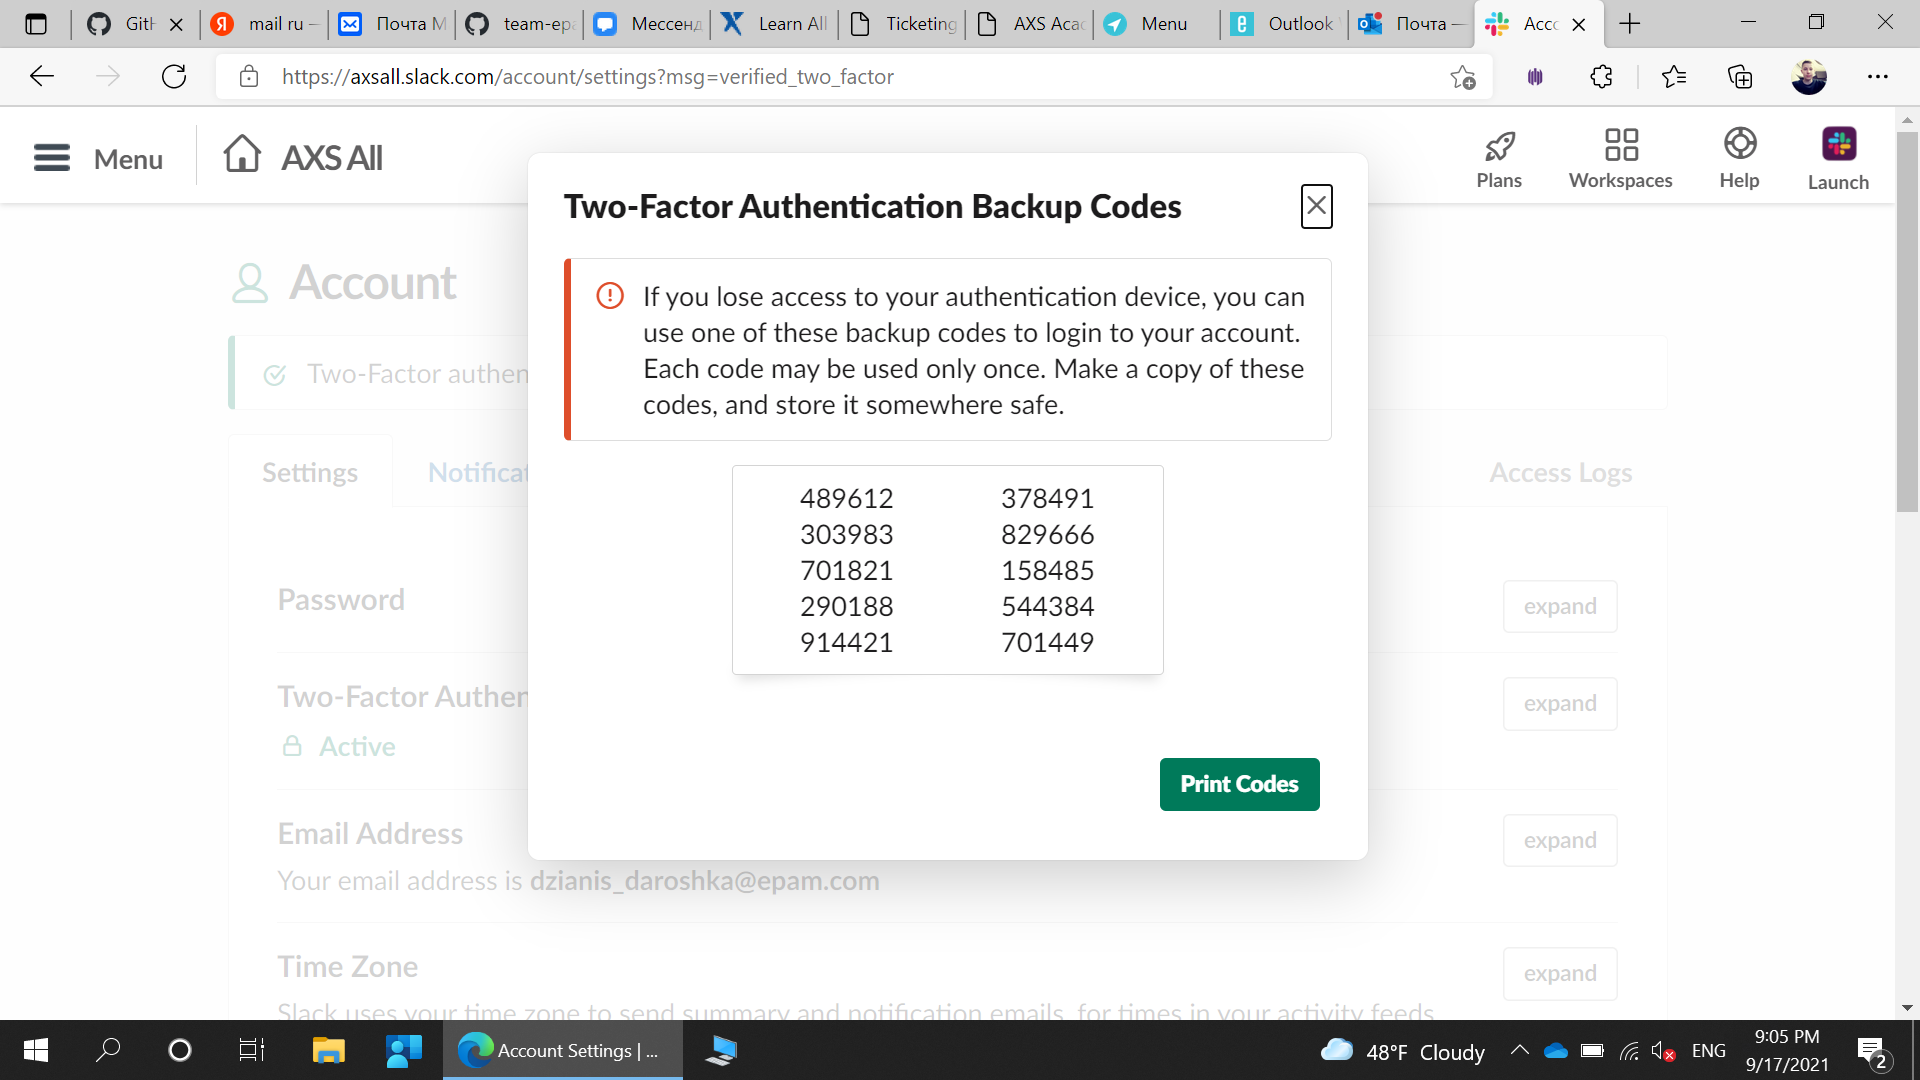 GitH
mail ru —
Почта M
team-epa
Мессенд
Learn All
Ticketing
AXS Aca
Menu
Outlook
Почта —
Acco
https://axsall.slack.com/account/settings?msg=verified_two_factor
Menu
AXS All
Plans
Workspaces
Help
Launch
Account
Two-Factor authen
Settings
Notificat
Access Logs
Two-Factor Authentication Backup Codes
If you lose access to your authentication device, you can
use one of these backup codes to login to your account.
Each code may be used only once. Make a copy of these
codes, and store it somewhere safe.
489612 378491
303983 829666
701821 158485
290188 544384
914421 701449
Print Codes
Password
expand
Two-Factor Authen
expand
Active
Email Address
expand
Your email address is dzianis_daroshka@epam.com
Time Zone
expand
Slack uses your time zone to send summary and notification emails, for times in your activity feeds
Account Settings | ...
48°F Cloudy
ENG
9:05 PM
9/17/2021
2